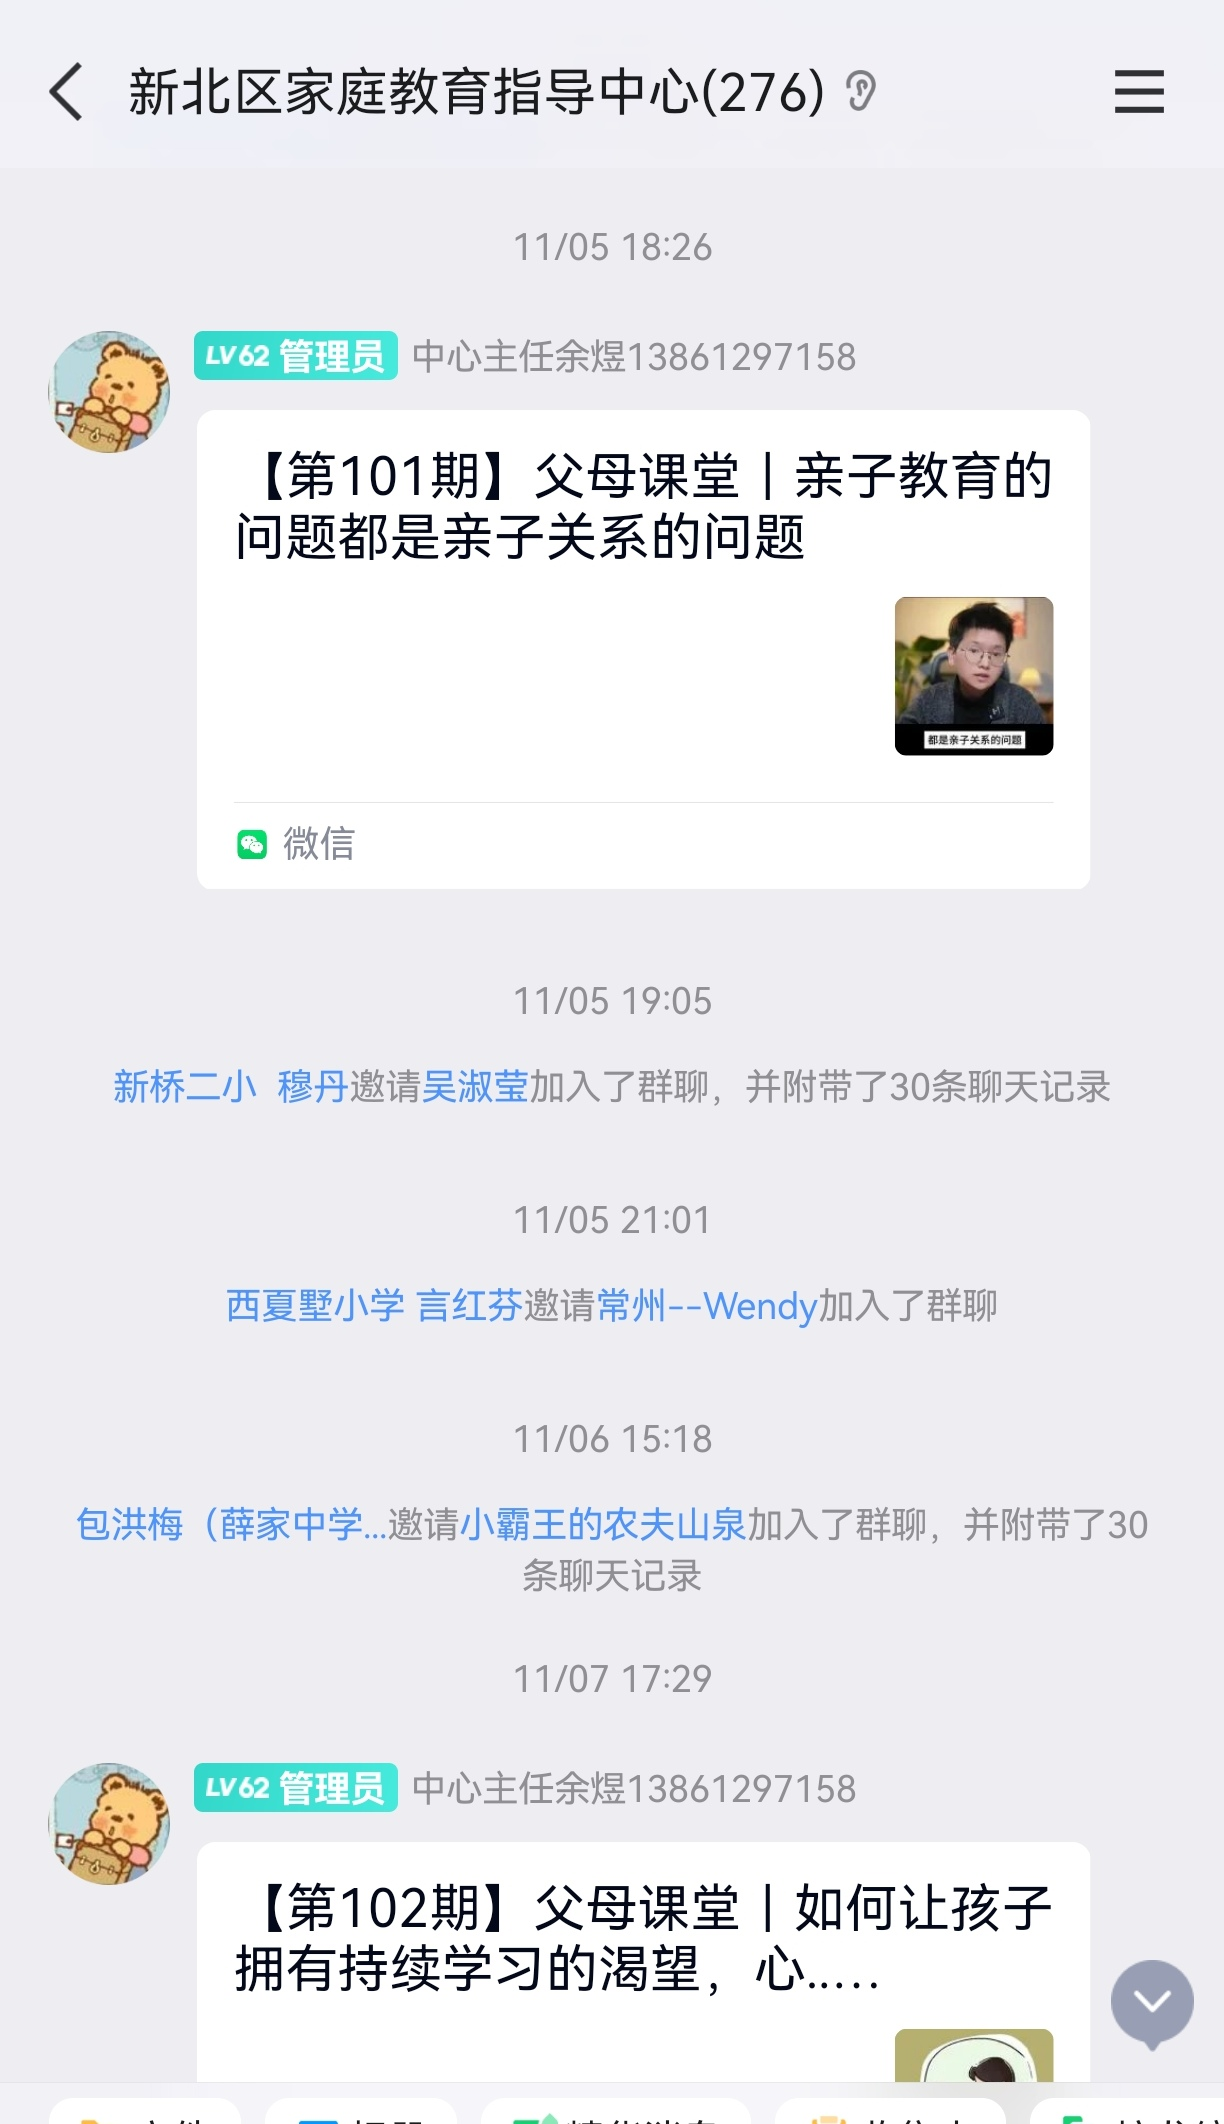 新北区家庭教育指导中心(276)
11/05 18:26
LV62 管理员 中心主任余煜13861297158
【第101期】父母课堂丨亲子教育的
问题都是亲子关系的问题
都是亲子关系的问题
微信
11/05 19:05
新桥二小 穆丹邀请吴淑莹加入了群聊，并附带了30条聊天记录
11/05 21:01
西夏墅小学 言红芬邀请常州--Wendy加入了群聊
11/06 15:18
包洪梅（薛家中学...邀请小霸王的农夫山泉加入了群聊，并附带了30
条聊天记录
11/07 17:29
LV62 管理员 中心主任余煜13861297158
【第102期】父母课堂丨如何让孩子
拥有持续学习的渴望，心.....